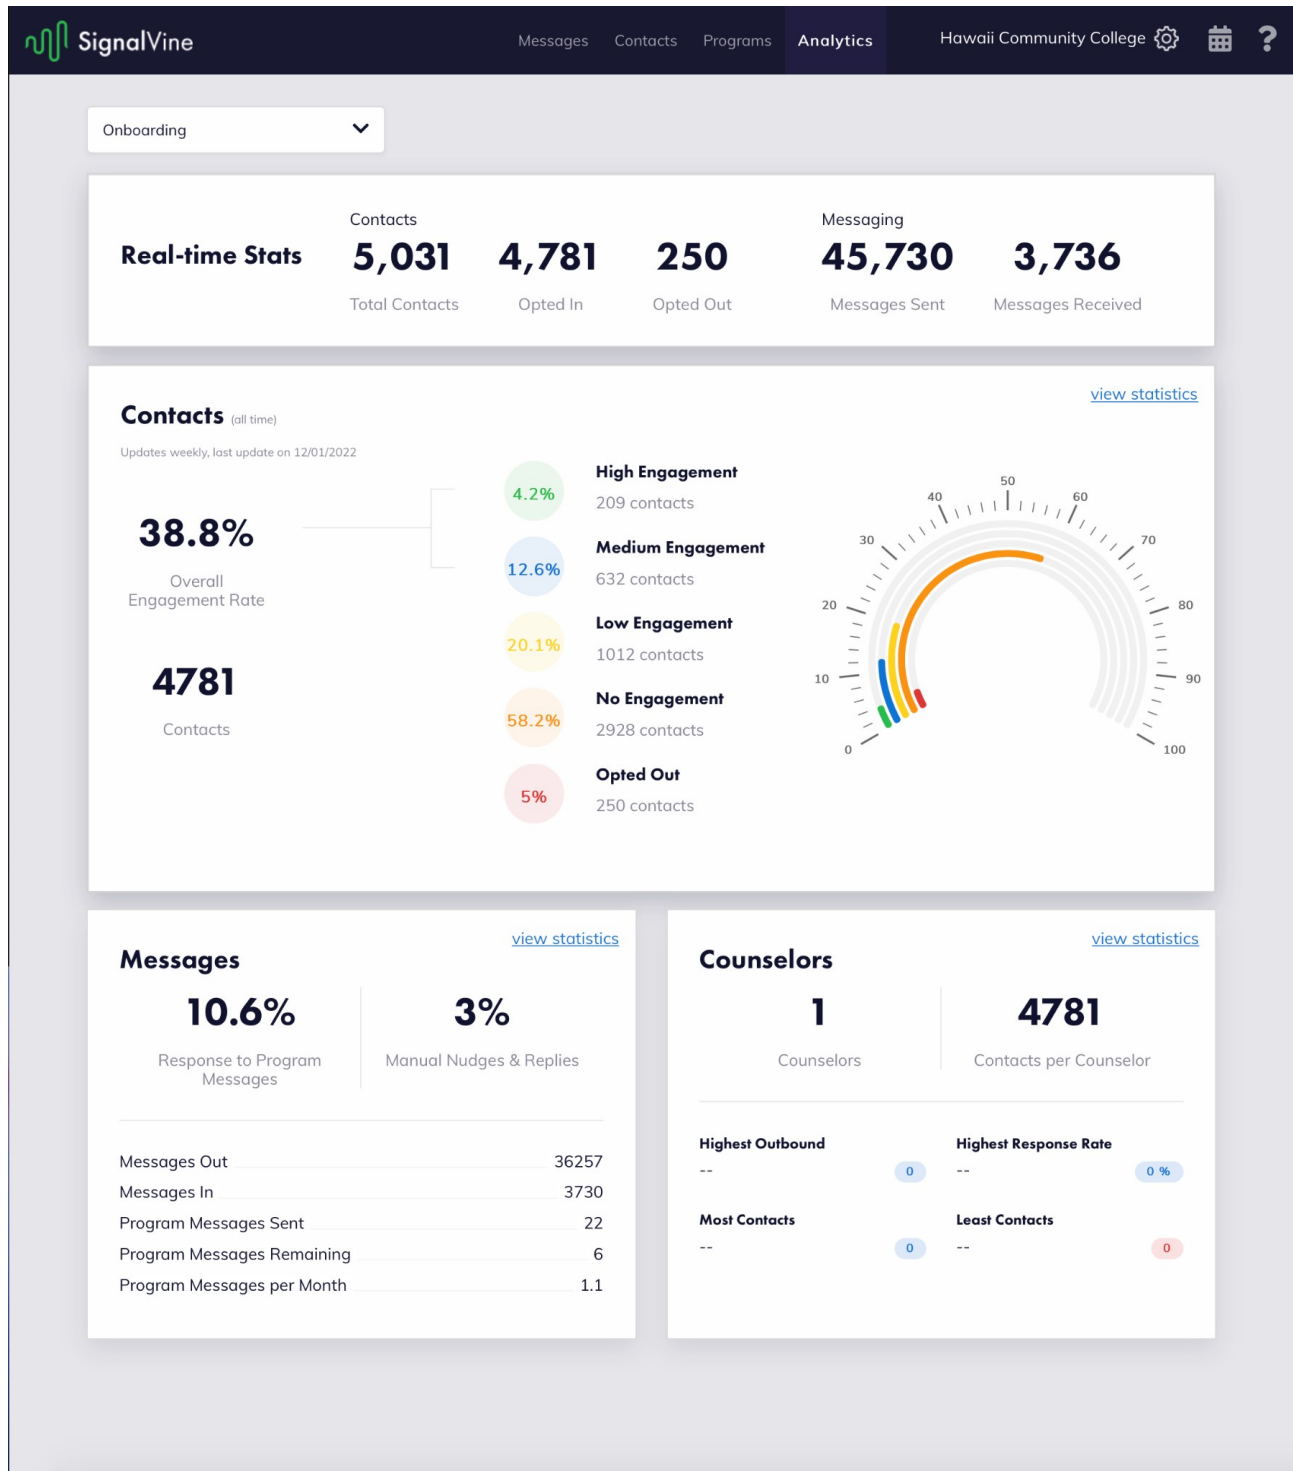 SignalVine
Messages Contacts Programs Analytics Hawaii Community College ?
Onboarding
Real-time Stats
Contacts
5,031 4,781 250
Total Contacts Opted In Opted Out
Messaging
45,730 3,736
Messages Sent Messages Received
view statistics
Contacts (all time)
Updates weekly, last update on 12/01/2022
38.8%
Overall
Engagement Rate
4781
Contacts
4.2%
High Engagement
209 contacts
12.6%
Medium Engagement
632 contacts
20.1%
Low Engagement
1012 contacts
58.2%
No Engagement
2928 contacts
5%
Opted Out
250 contacts
0
10
20
30
40
50
60
70
80
90
100
view statistics
Messages
10.6%
Response to Program
Messages
3%
Manual Nudges & Replies
Messages Out 36257
Messages In 3730
Program Messages Sent 22
Program Messages Remaining 6
Program Messages per Month 1.1
view statistics
Counselors
1
Counselors
4781
Contacts per Counselor
Highest Outbound
-- 0
Highest Response Rate
-- 0 %
Most Contacts
-- 0
Least Contacts
-- 0